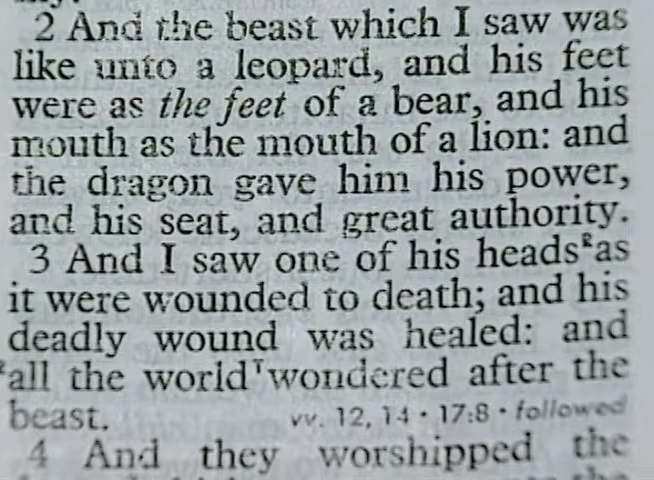 2 And the beast which I saw was
like unto a leopard, and his feet
were as the feet of a bear, and his
mouth as the mouth of a lion: and
the dragon gave him his power,
and his seat, and great authority.
3 And I saw one of his heads as
it were wounded to death; and his
deadly wound was healed: and
all the world wondered after the
beast. vv. 12, 14 • 17:8 • followed
4 And they worshipped the